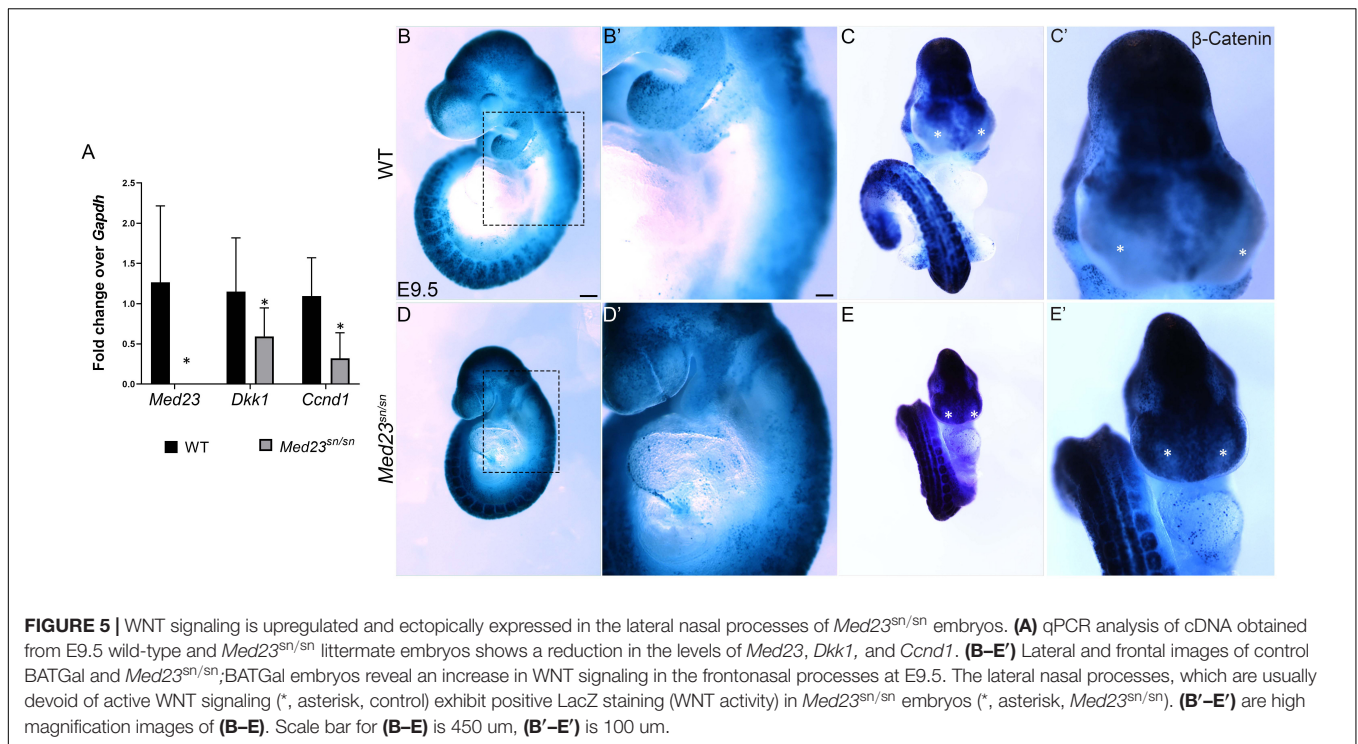 A
Fold change over Gapdh
2.5
2.0
1.5
1.0
0.5
0.0
*
*
*
Med23 Dkk1 Ccnd1
WT Med23sn/sn
WT
B B’ C C’ β-Catenin
* * * *
E9.5
Med23sn/sn
D D’ E E’
* * * *
FIGURE 5 | WNT signaling is upregulated and ectopically expressed in the lateral nasal processes of Med23sn/sn embryos. (A) qPCR analysis of cDNA obtained
from E9.5 wild-type and Med23sn/sn littermate embryos shows a reduction in the levels of Med23, Dkk1, and Ccnd1. (B–E′) Lateral and frontal images of control
BATGal and Med23sn/sn;BATGal embryos reveal an increase in WNT signaling in the frontonasal processes at E9.5. The lateral nasal processes, which are usually
devoid of active WNT signaling (*, asterisk, control) exhibit positive LacZ staining (WNT activity) in Med23sn/sn embryos (*, asterisk, Med23sn/sn). (B′–E′) are high
magnification images of (B–E). Scale bar for (B–E) is 450 um, (B′–E′) is 100 um.